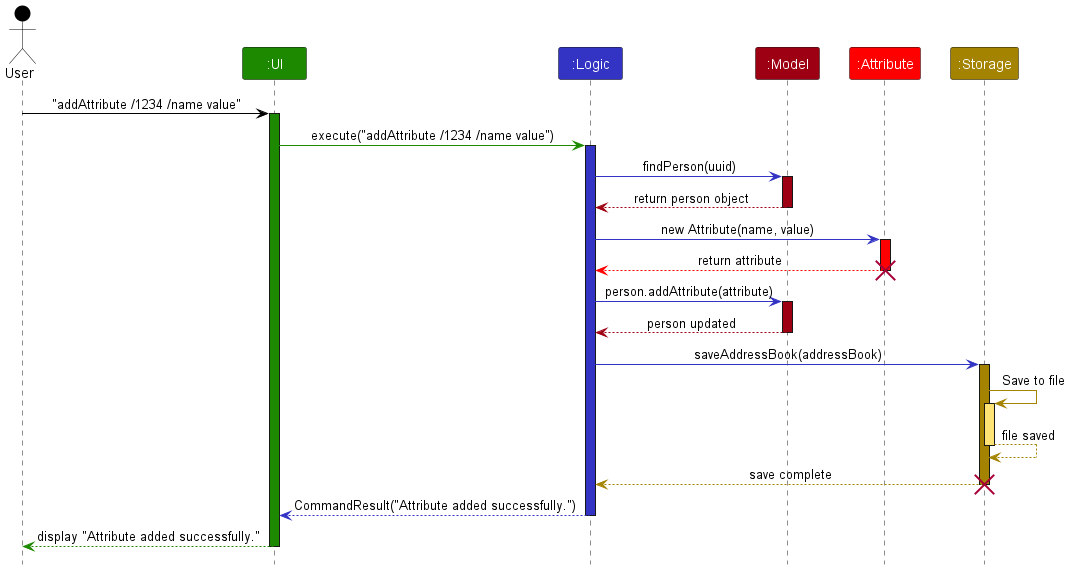 User
:UI
:Logic
:Model
:Attribute
:Storage
"addAttribute /1234 /name value"
execute("addAttribute /1234 /name value")
findPerson(uuid)
return person object
new Attribute(name, value)
return attribute
person.addAttribute(attribute)
person updated
saveAddressBook(addressBook)
Save to file
file saved
save complete
CommandResult("Attribute added successfully.")
display "Attribute added successfully."